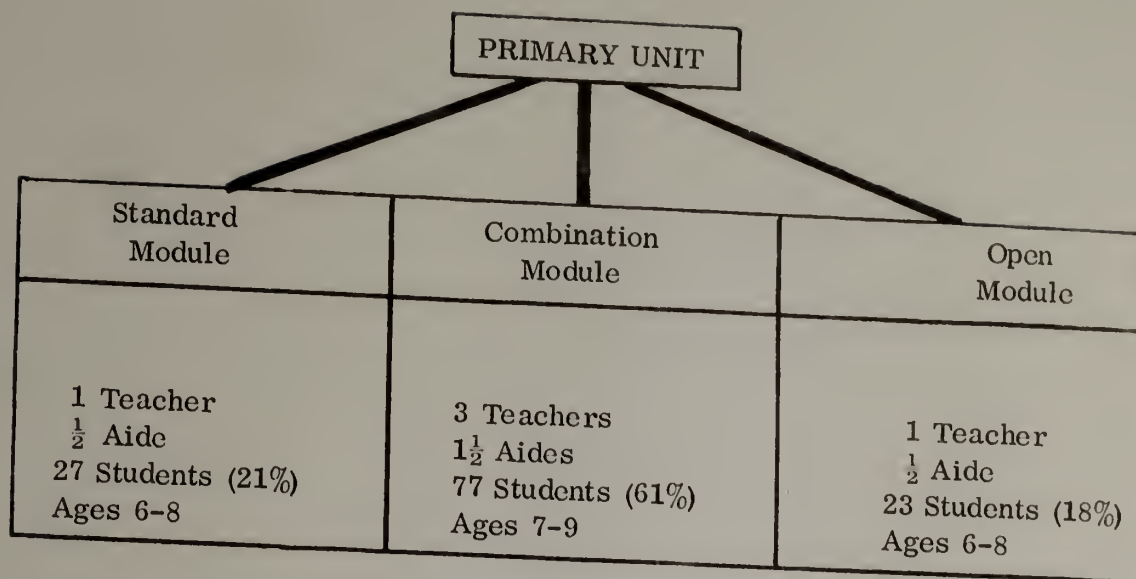 PRIMARY UNIT
Standard
Module
1 Teacher
½ Aide
27 Students (21%)
Ages 6-8
Combination
Module
3 Teachers
1½ Aides
77 Students (61%)
Ages 7-9
Open
Module
1 Teacher
½ Aide
23 Students (18%)
Ages 6-8